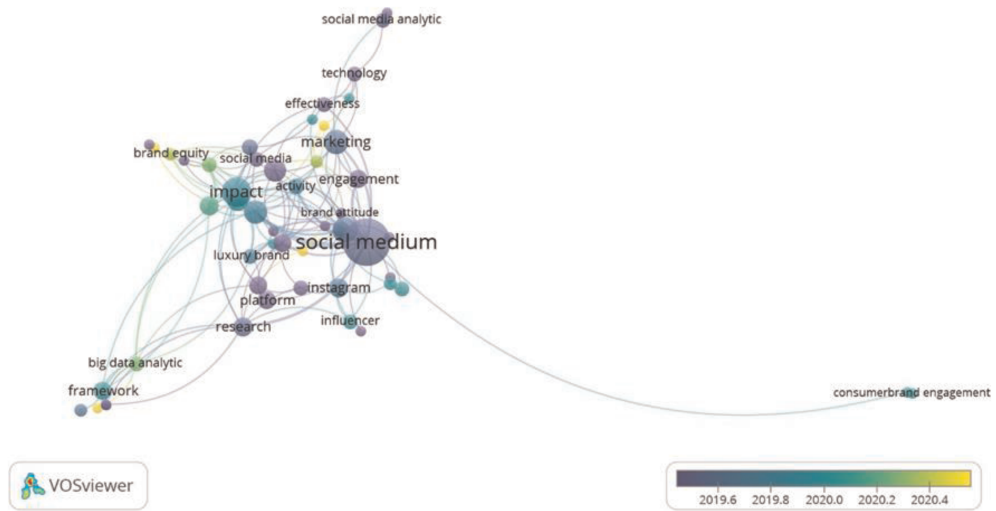 social media analytic
technology
effectiveness
marketing
brand equity
social media
engagement
activity
impact
brand attitude
social medium
luxury brand
instagram
platform
influencer
research
big data analytic
framework
consumerbrand engagement
VOSviewer
2019.6 2019.8 2020.0 2020.2 2020.4